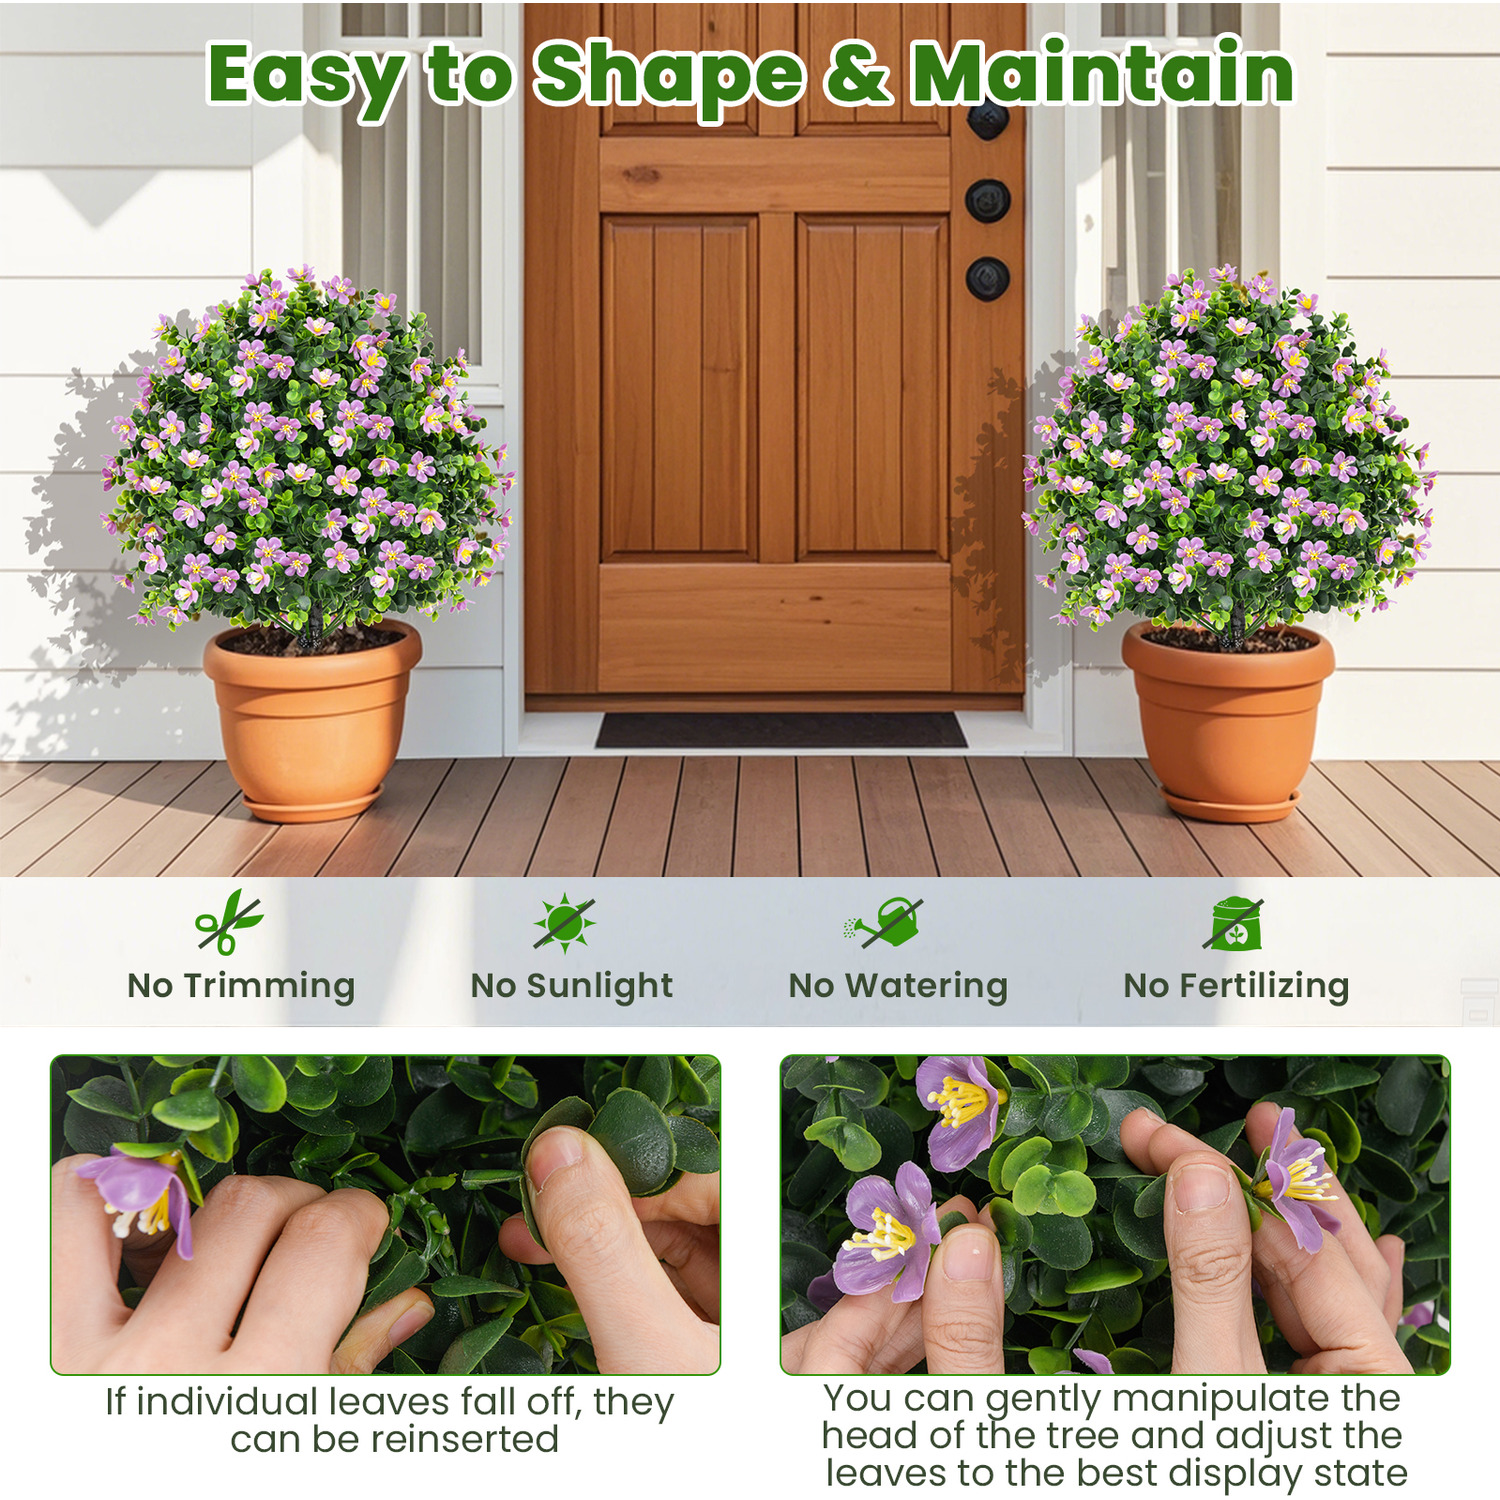 Easy to Shape & Maintain
No Trimming
No Sunlight
No Watering
No Fertilizing
If individual leaves fall off, they
can be reinserted
You can gently manipulate the
head of the tree and adjust the
leaves to the best display state